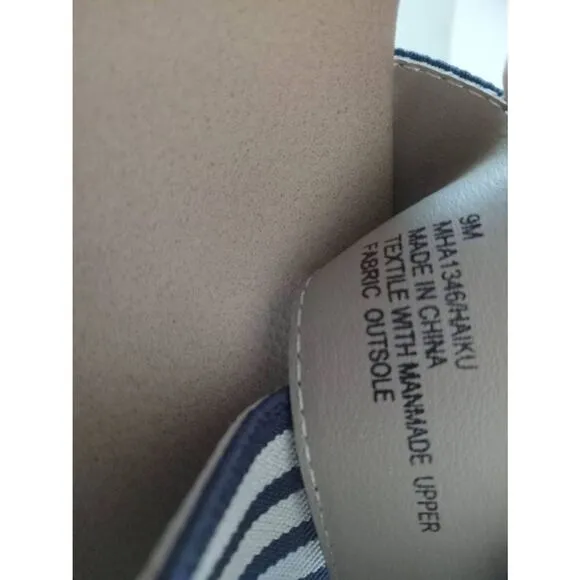 9M
MHA1346/HAIKU
MADE IN CHINA
TEXTILE WITH MANMADE UPPER
FABRIC OUTSOLE